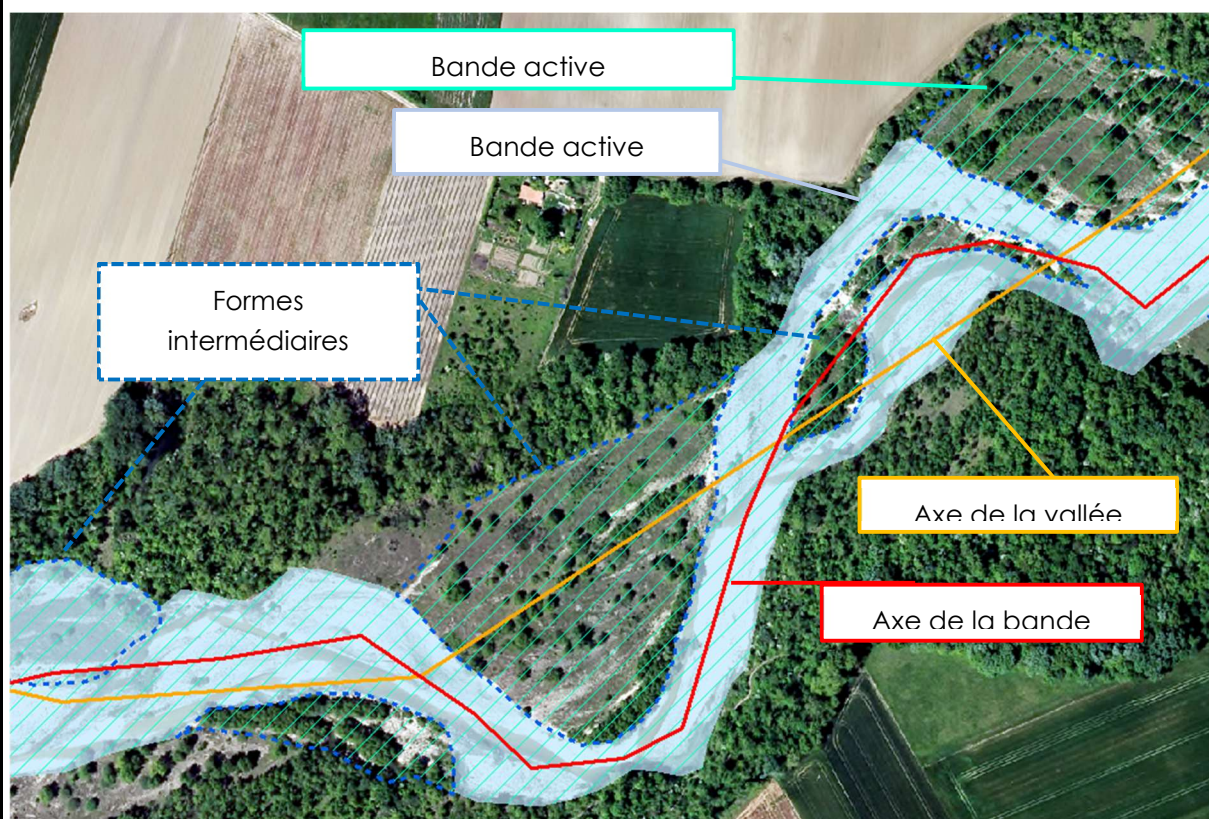 Bande active
Bande active
Formes
intermédiaires
Axe de la vallée
Axe de la bande